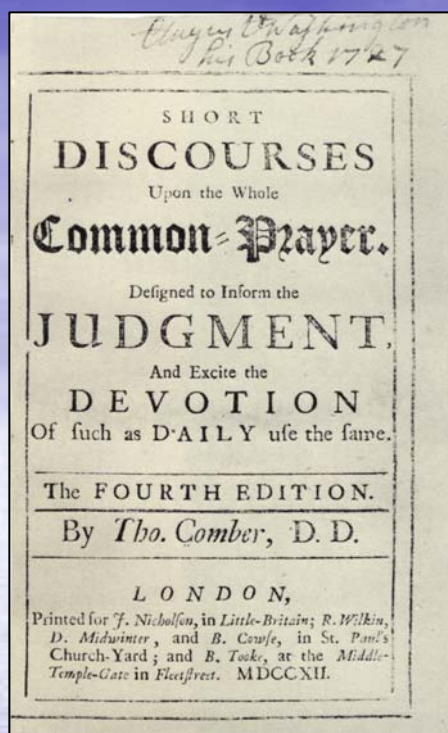 Washington
his Book 1727
SHORT
DISCOURSES
Upon the Whole
Common=Prayer.
Deſigned to Inform the
JUDGMENT,
And Excite the
DEVOTION
Of ſuch as DAILY uſe the ſame.
The FOURTH EDITION.
By Tho. Comber, D. D.
LONDON,
Printed for J. Nicholſon, in Little-Britain; R. Wilkin,
D. Midwinter, and B. Cowſe, in St. Paul's
Church-Yard; and B. Tooke, at the Middle-
Temple-Gate in Fleetſtreet. MDCCXII.